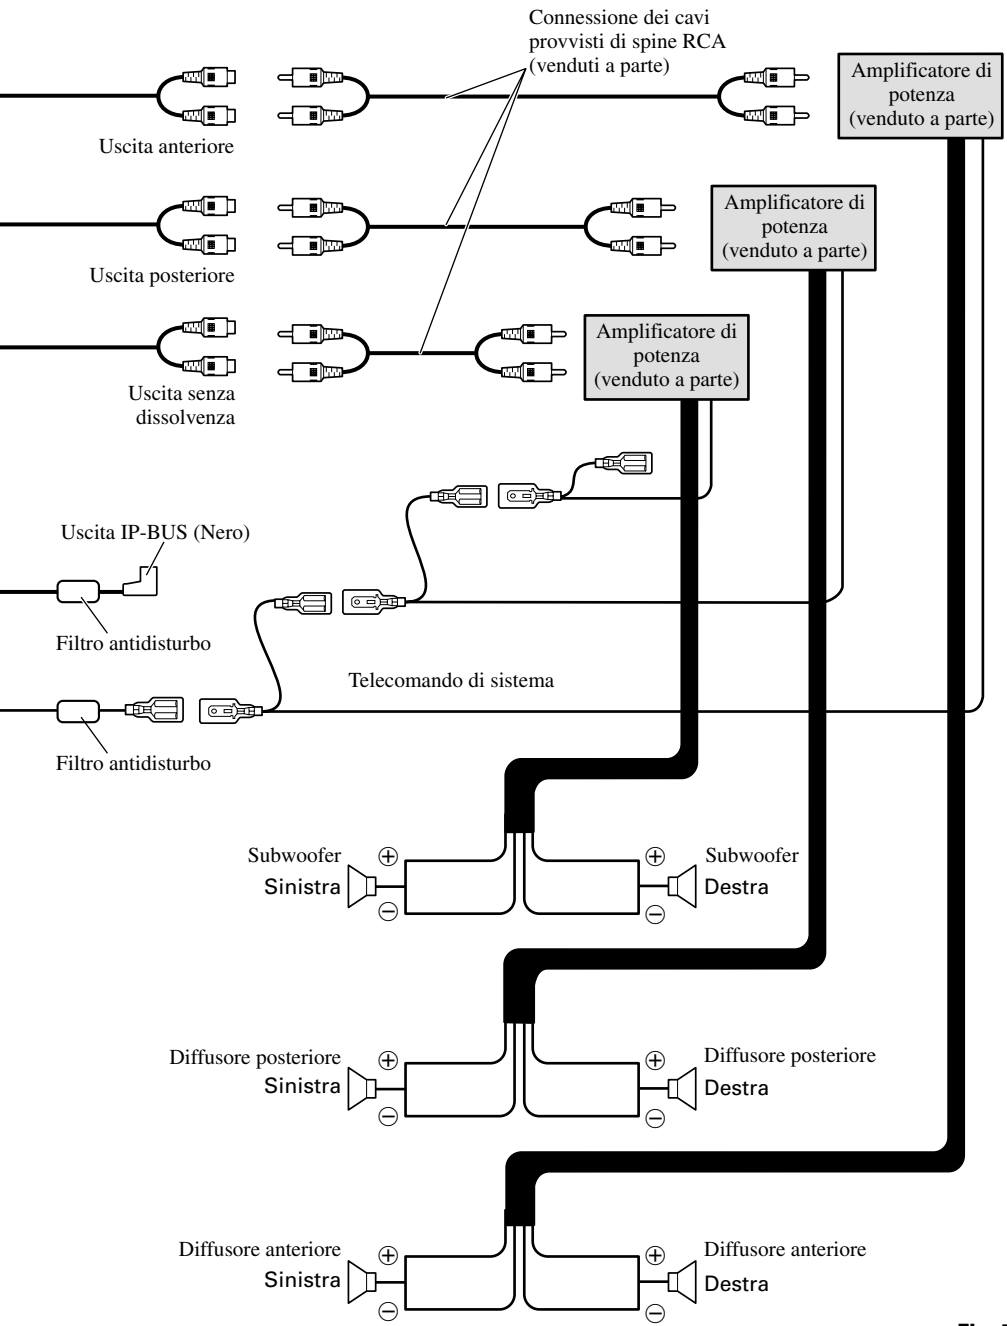 Connessione dei cavi
provvisti di spine RCA
(venduti a parte)
Amplificatore di
potenza
(venduto a parte)
Uscita anteriore
Amplificatore di
potenza
(venduto a parte)
Uscita posteriore
Amplificatore di
potenza
(venduto a parte)
Uscita senza
dissolvenza
Uscita IP-BUS (Nero)
Filtro antidisturbo
Telecomando di sistema
Filtro antidisturbo
Subwoofer
Sinistra
⊕
⊖
⊕
⊖
Subwoofer
Destra
Diffusore posteriore
Sinistra
⊕
⊖
⊕
⊖
Diffusore posteriore
Destra
Diffusore anteriore
Sinistra
⊕
⊖
⊕
⊖
Diffusore anteriore
Destra